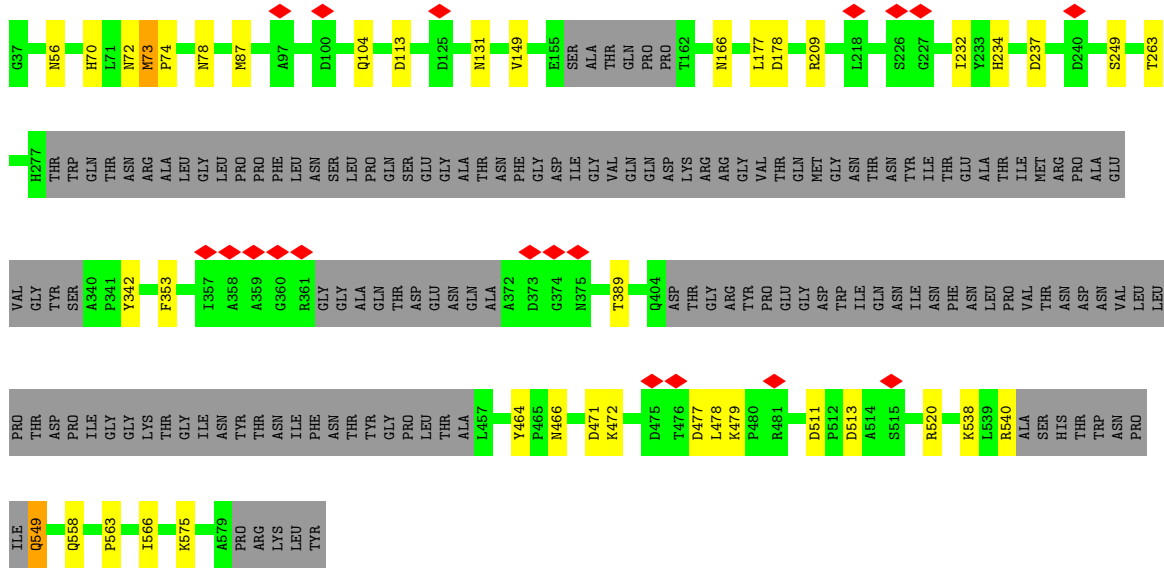 G37 N56 H70 L71 N72 M73 P74 N78 M87 A97 D100 Q104 D113 D125 N131 V149 E155 SER ALA THR GLN PRO PRO T162 N166 L177 D178 R209 L218 S226 G227 I232 Y233 H234 D237 D240 S249 T263
H277 THR TRP GLN THR ASN ARG ALA LEU GLY LEU PRO PRO PHE LEU ASN SER LEU PRO GLN SER GLU GLY ALA THR ASN PHE GLY ASP ILE GLY VAL GLN GLN ASP LYS ARG ARG GLY VAL THR GLN MET GLY ASN THR ASN TYR ILE THR GLU ALA THR ILE MET ARG PRO ALA GLU
VAL GLY TYR SER A340 P341 Y342 F353 I357 A358 A359 G360 R361 GLY GLY ALA GLN THR ASP GLU ASN GLN ALA A372 D373 G374 N375 T389 Q404 ASP THR GLY ARG TYR PRO GLU GLY ASP TRP ILE GLN ASN ILE ASN PHE ASN LEU PRO VAL THR ASN ASP ASN VAL LEU LEU
PRO THR ASP PRO ILE GLY GLY LYS THR GLY ILE ASN TYR THR ASN ILE PHE ASN THR TYR GLY PRO LEU THR ALA L457 Y464 P465 N466 D471 K472 D475 T476 D477 L478 K479 P480 R481 D511 P512 D513 A514 S515 R520 K538 L539 R540 ALA SER HIS THR TRP ASN PRO
ILE Q549 Q558 P563 I566 K575 A579 PRO ARG LYS LEU TYR